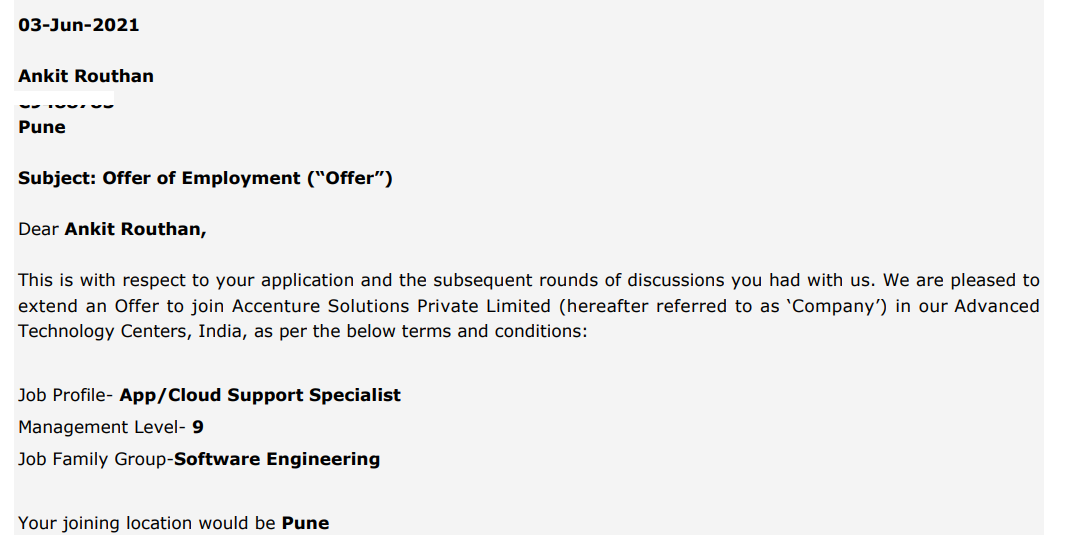 03-Jun-2021
Ankit Routhan
Pune
Subject: Offer of Employment (“Offer”)
Dear Ankit Routhan,
This is with respect to your application and the subsequent rounds of discussions you had with us. We are pleased to
extend an Offer to join Accenture Solutions Private Limited (hereafter referred to as ‘Company’) in our Advanced
Technology Centers, India, as per the below terms and conditions:
Job Profile- App/Cloud Support Specialist
Management Level- 9
Job Family Group-Software Engineering
Your joining location would be Pune